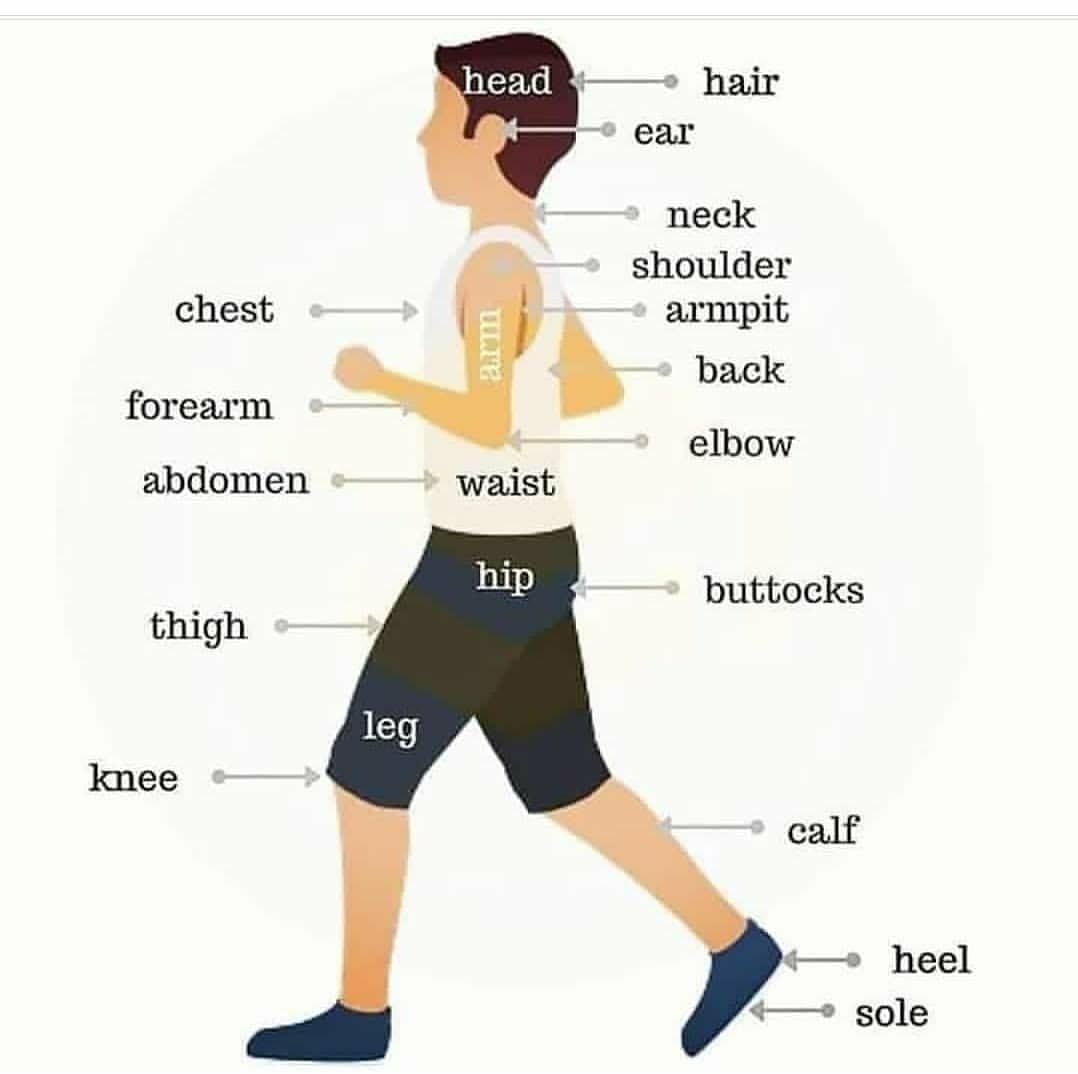 head
hair
ear
neck
shoulder
chest
armpit
arm
back
forearm
elbow
abdomen
waist
hip
buttocks
thigh
leg
knee
calf
heel
sole